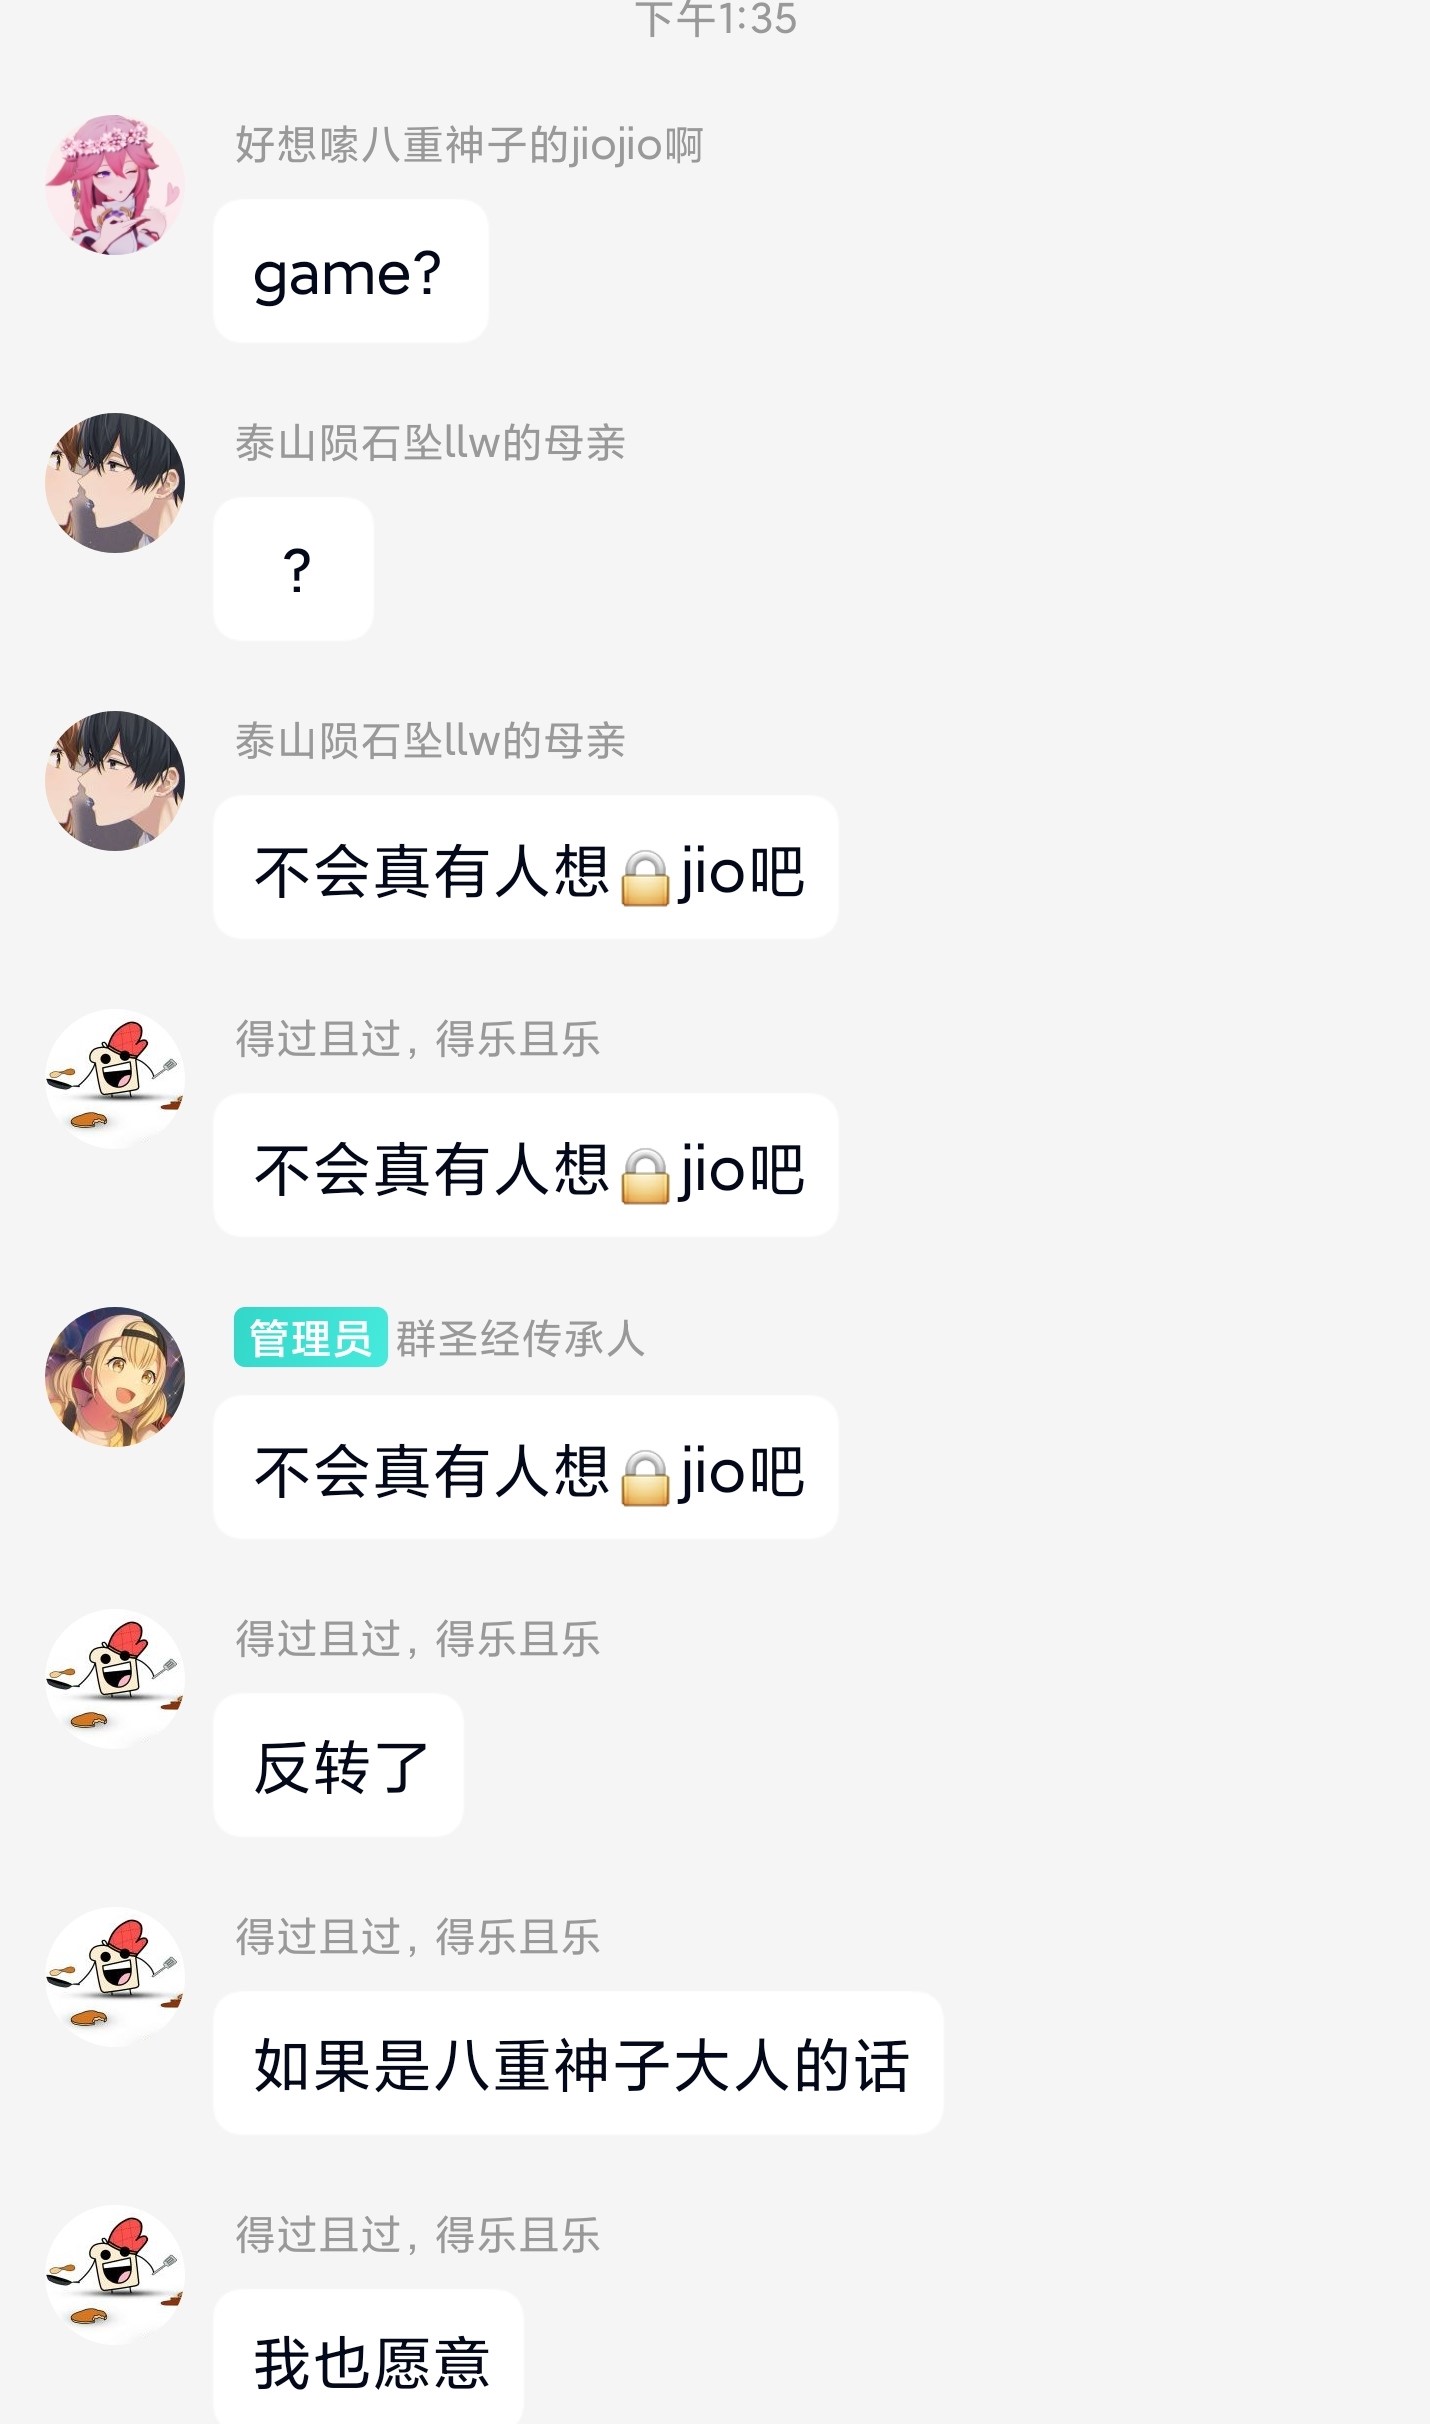 下午1:35
好想嗦八重神子的jiojio啊
game?
泰山陨石坠llw的母亲
?
泰山陨石坠llw的母亲
不会真有人想🔒jio吧
得过且过，得乐且乐
不会真有人想🔒jio吧
管理员 群圣经传承人
不会真有人想🔒jio吧
得过且过，得乐且乐
反转了
得过且过，得乐且乐
如果是八重神子大人的话
得过且过，得乐且乐
我也愿意